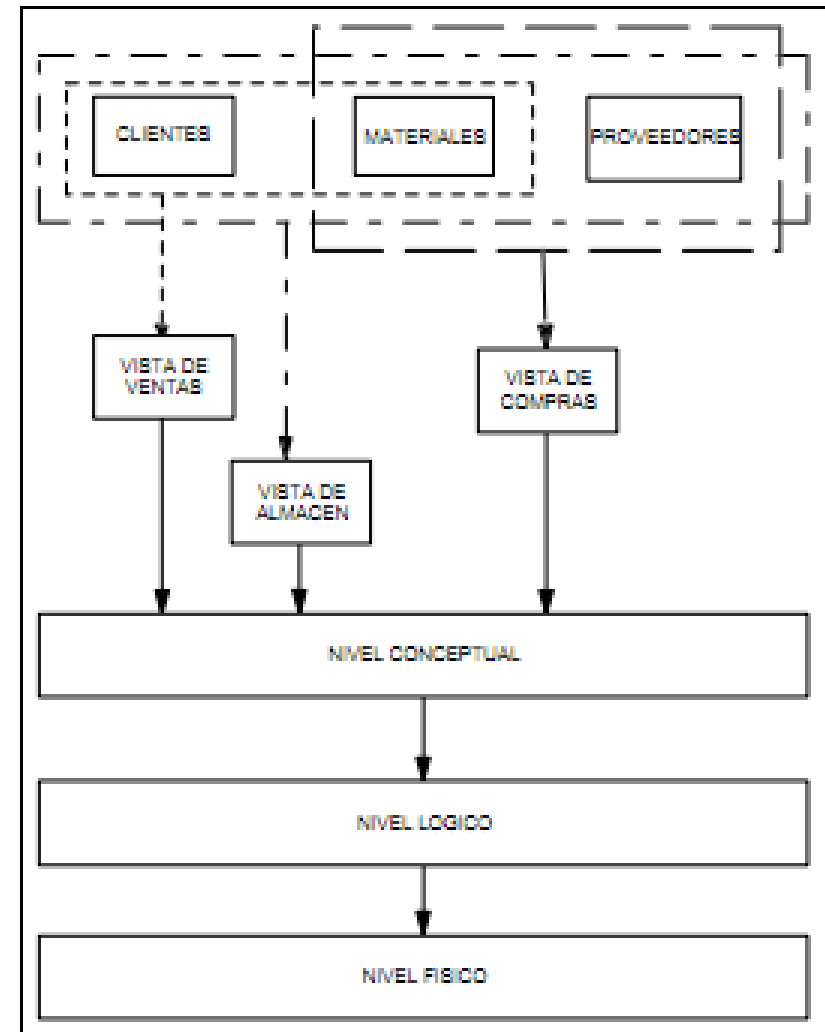 CLIENTES
MATERIALES
PROVEEDORES
VISTA DE
VENTAS
VISTA DE
COMPRAS
VISTA DE
ALMACEN
NIVEL CONCEPTUAL
NIVEL LOGICO
NIVEL FISICO